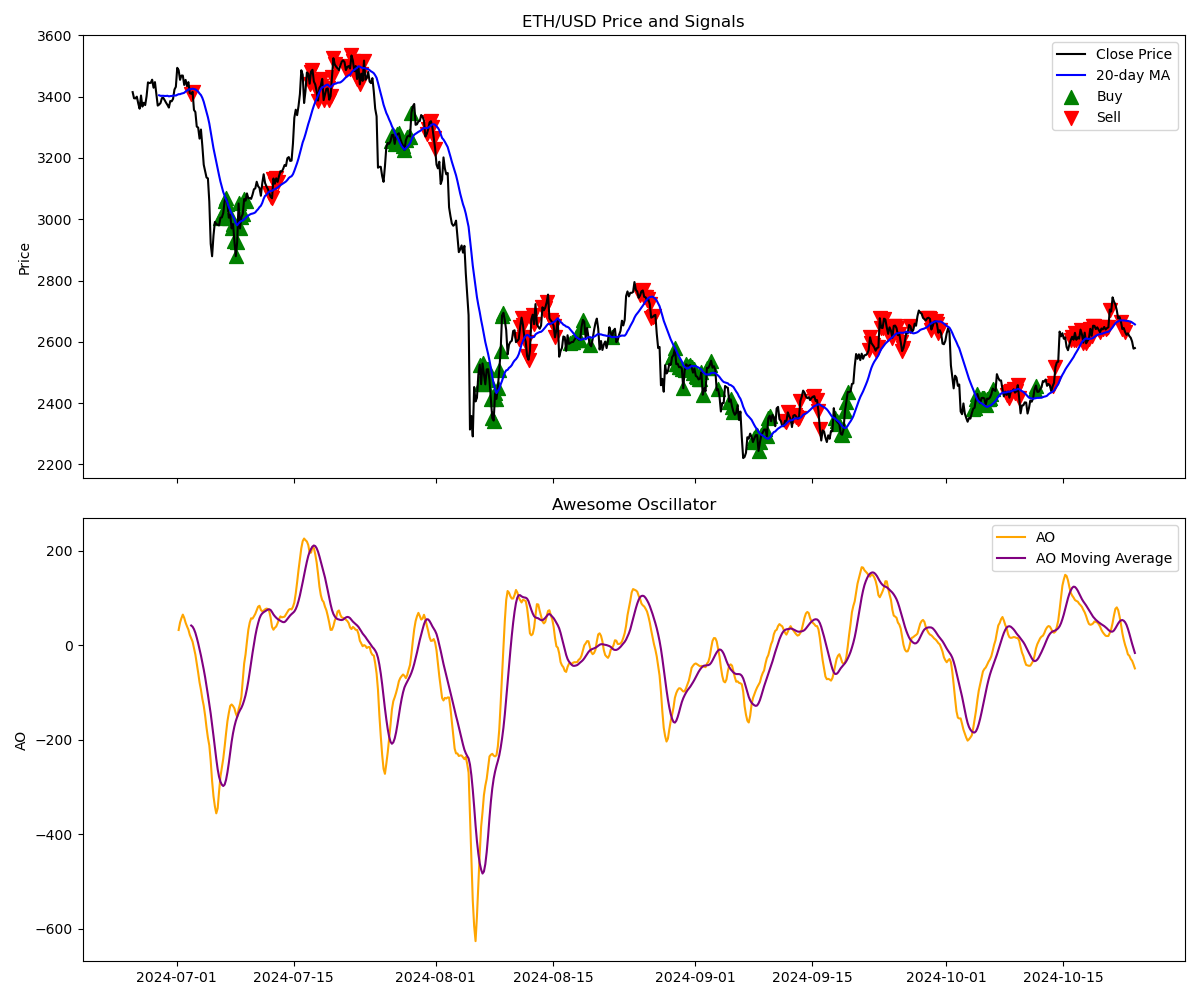 ETH/USD Price and Signals
3600
3400
3200
3000
2800
2600
2400
2200
Price
Close Price
20-day MA
Buy
Sell
Awesome Oscillator
200
0
−200
−400
−600
AO
AO
AO Moving Average
2024-07-01
2024-07-15
2024-08-01
2024-08-15
2024-09-01
2024-09-15
2024-10-01
2024-10-15